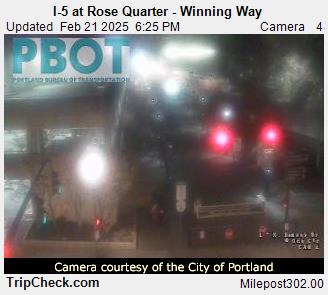 I-5 at Rose Quarter - Winning Way
Updated Feb 21 2025 6:25 PM Camera 4
PBOT
PORTLAND BUREAU OF TRANSPORTATION
Camera courtesy of the City of Portland
TripCheck.com Milepost302.00